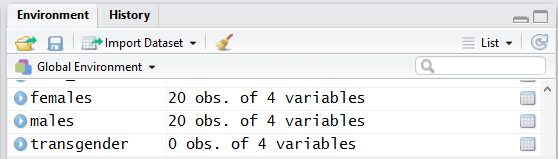 Environment History
Import Dataset List
Global Environment
females 20 obs. of 4 variables
males 20 obs. of 4 variables
transgender 0 obs. of 4 variables